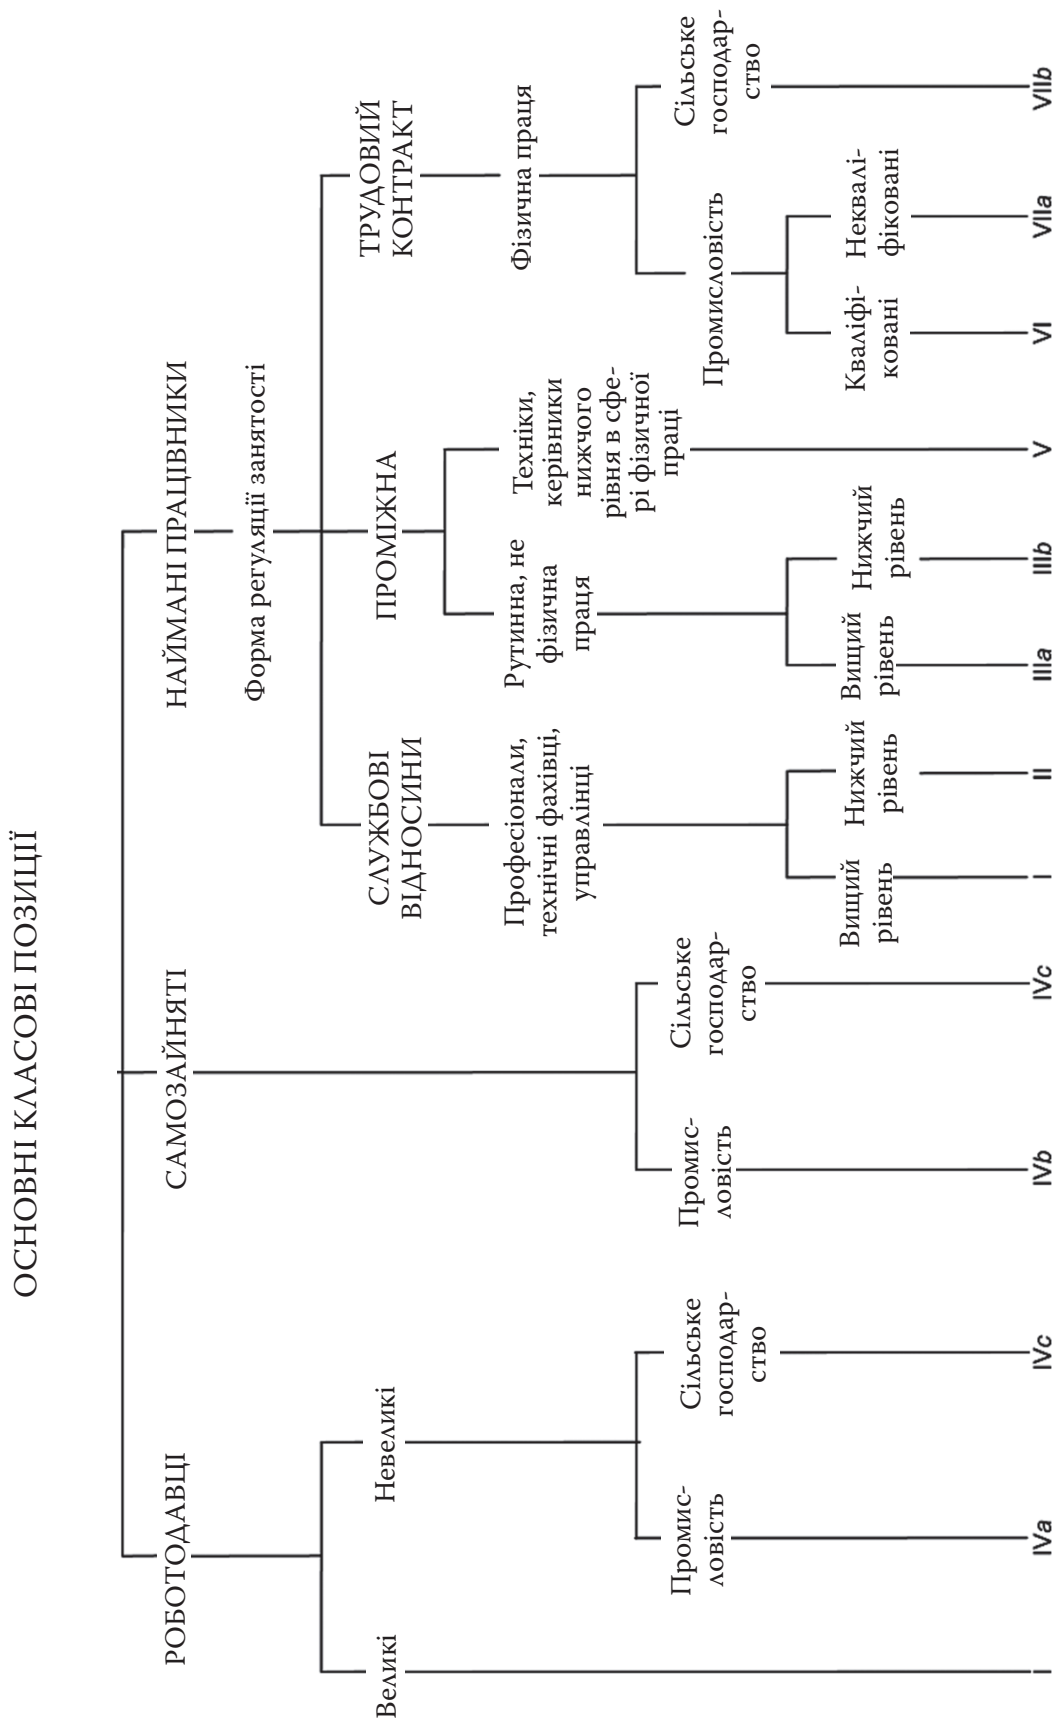 ОСНОВНІ КЛАСОВІ ПОЗИЦІЇ
РОБОТОДАВЦІ
САМОЗАЙНЯТІ
НАЙМАНІ ПРАЦІВНИКИ
Форма регуляції занятості
Великі
Невеликі
СЛУЖБОВІ
ВІДНОСИНИ
ПРОМІЖНА
ТРУДОВИЙ
КОНТРАКТ
Професіонали,
технічні фахівці,
управлінці
Рутинна, не
фізична
праця
Техніки,
керівники
нижчого
рівня в сфе-
рі фізичної
праці
Фізична праця
Промис-
ловість
Сільське
господар-
ство
Промис-
ловість
Сільське
господар-
ство
Промисловість
Сільське
господар-
ство
Вищий
рівень
Нижчий
рівень
Вищий
рівень
Нижчий
рівень
Кваліфі-
ковані
Некваліфі-
фіковані
I
IVa
IVc
IVb
IVc
I
II
IIIa
IIIb
V
VI
VIIa
VIIb